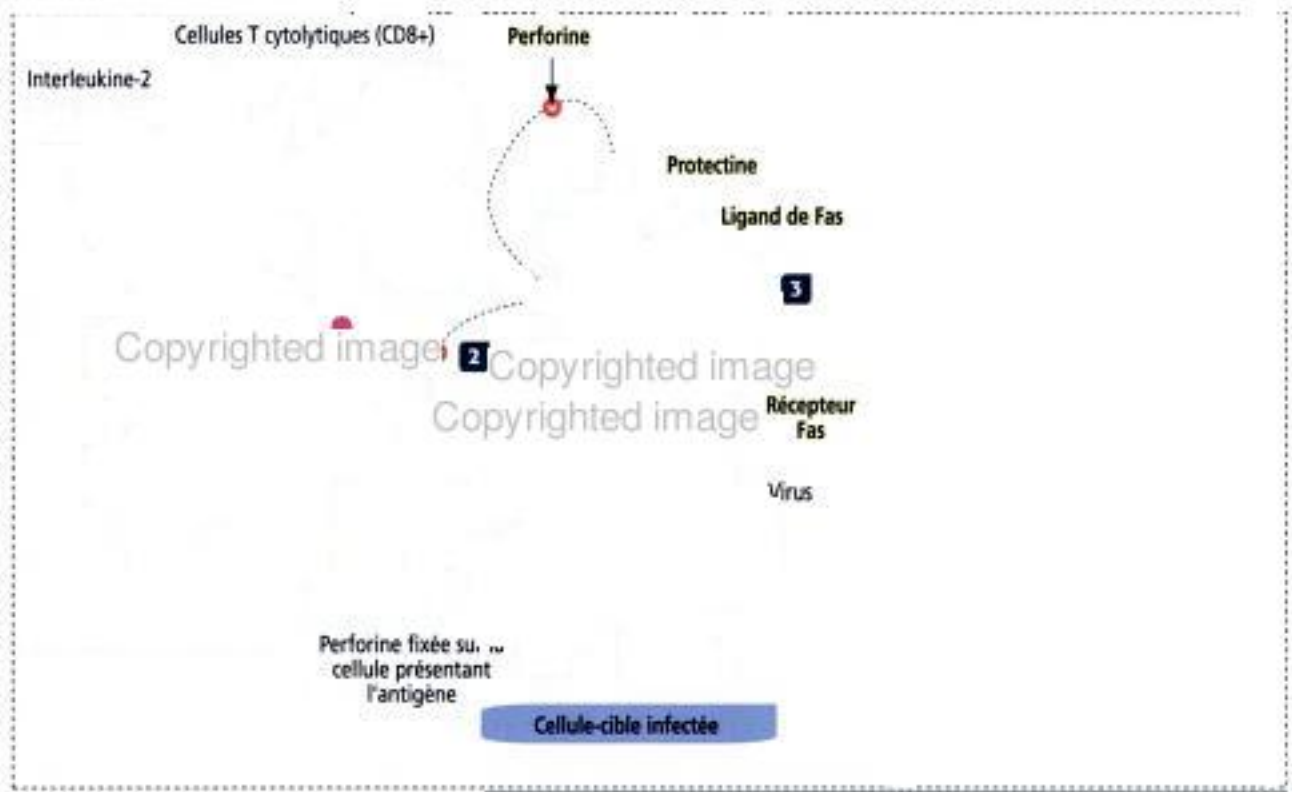 Cellules T cytolytiques (CD8+)
Perforine
Interleukine-2
Protectine
Ligand de Fas
3
Copyrighted image
2
Copyrighted image
Copyrighted image
Récepteur
Fas
Virus
Perforine fixée sur
cellule présentant
l'antigène
Cellule-cible infectée